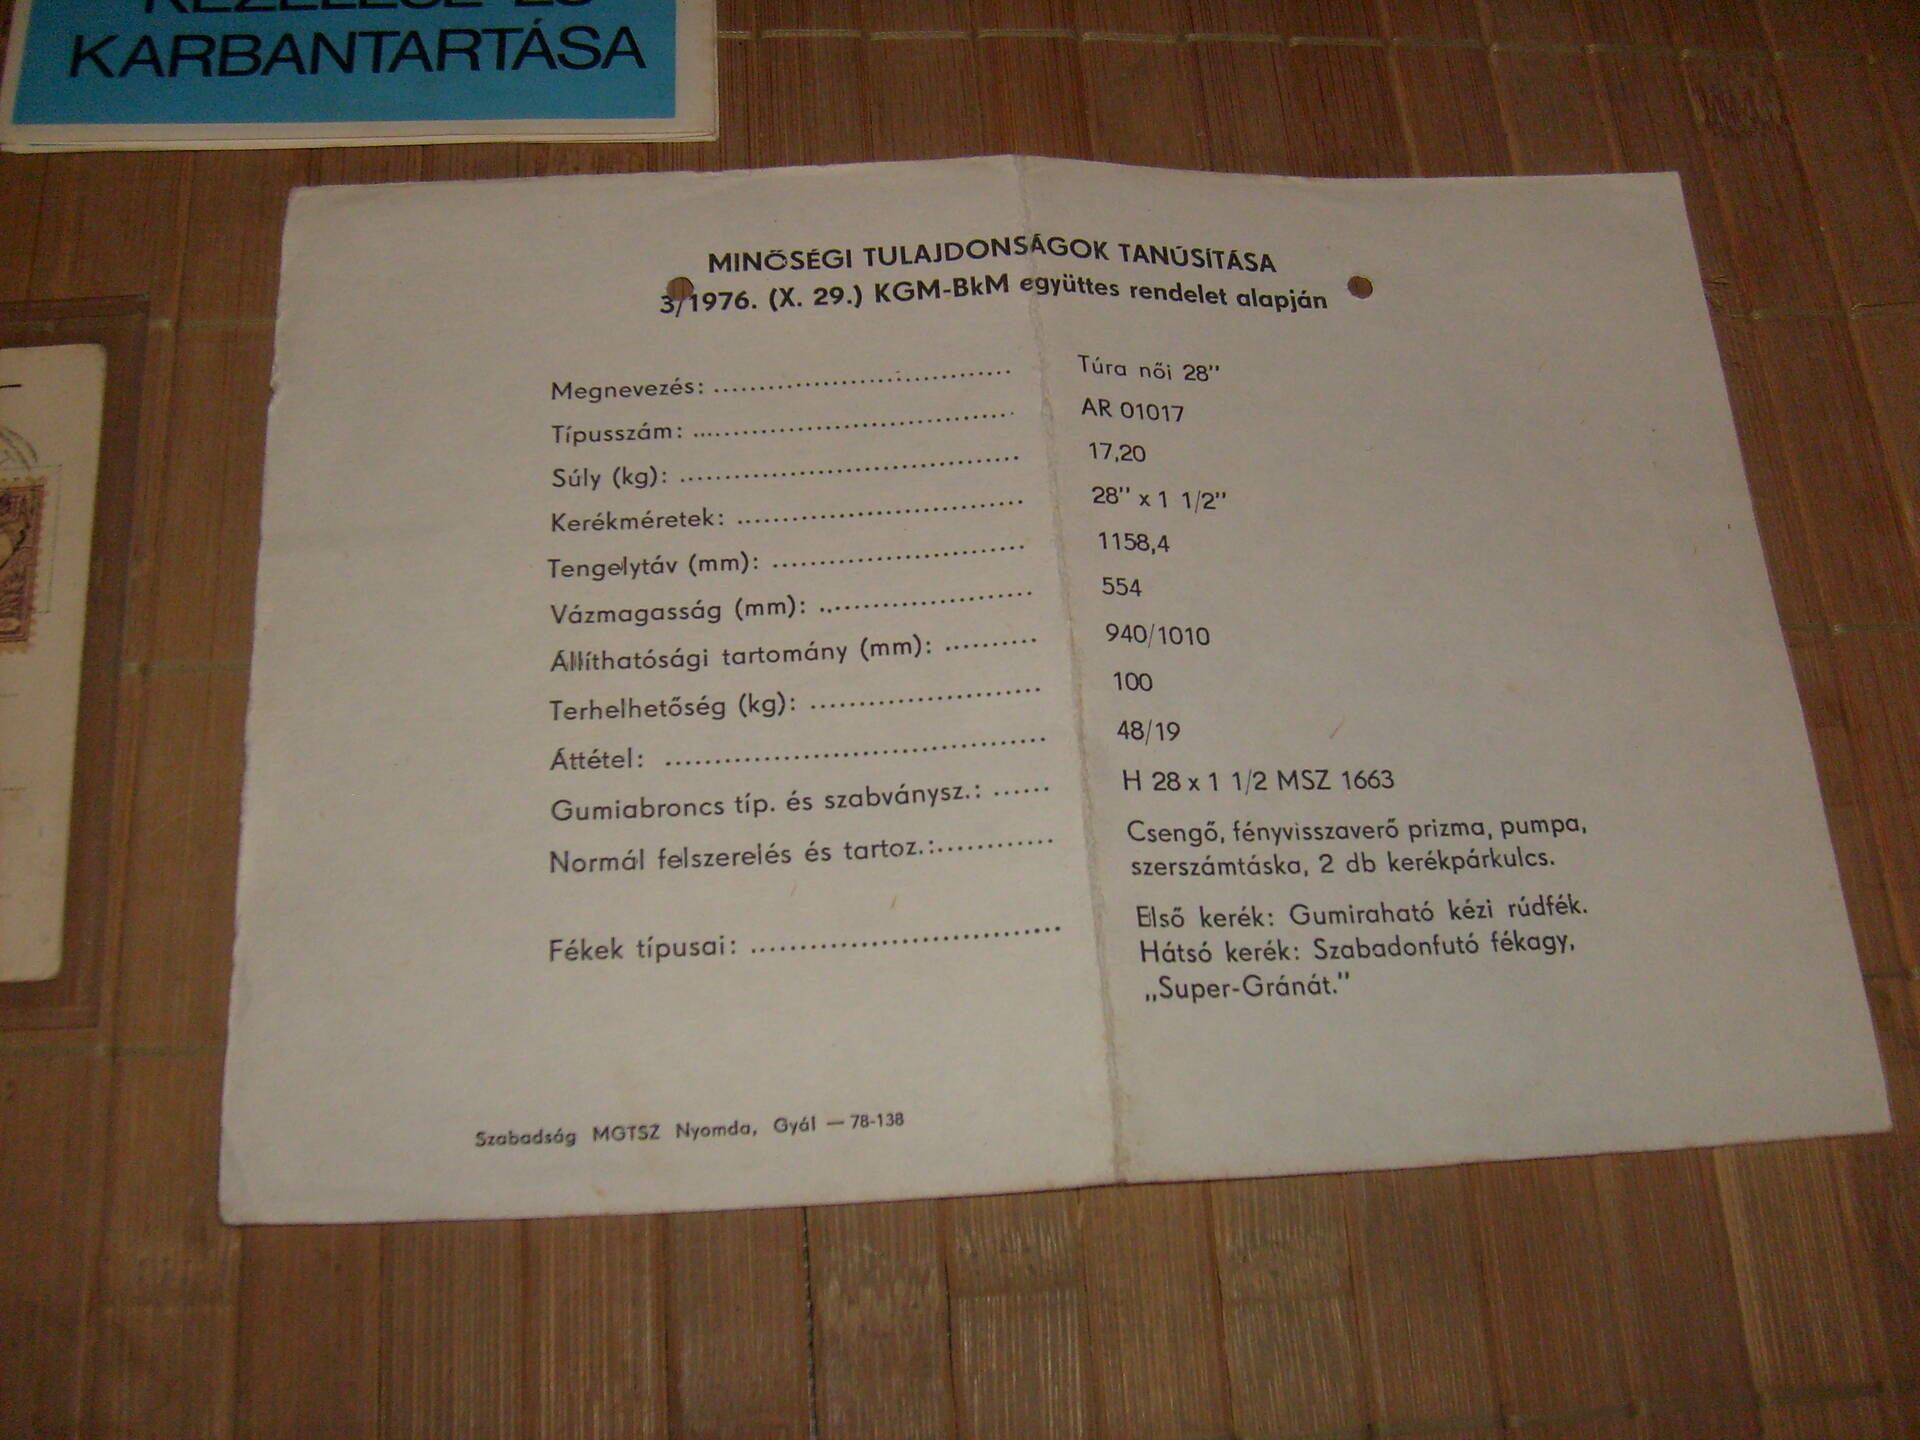 KEZELÉSE ÉS
KARBANTARTÁSA
MINŐSÉGI TULAJDONSÁGOK TANÚSÍTÁSA
3/1976. (X. 29.) KGM-BkM együttes rendelet alapján
Megnevezés: .................................. Túra női 28"
Típusszám: .................................. AR 01017
Súly (kg): .................................. 17,20
Kerékméretek: .............................. 28" x 1 1/2"
Tengelytáv (mm): .......................... 1158,4
Vázmagasság (mm): ...................... 554
Állíthatósági tartomány (mm): .......... 940/1010
Terhelhetőség (kg): ........................ 100
Áttétel: ...................................... 48/19
Gumiabroncs típ. és szabványsz.: ...... H 28 x 1 1/2 MSZ 1663
Normál felszerelés és tartoz.:............ Csengő, fényvisszaverő prizma, pumpa,
szerszámtáska, 2 db kerékpárkulcs.
Első kerék: Gumiraható kézi rúdfék.
Fékek típusai: ................................ Hátsó kerék: Szabadonfutó fékagy,
„Super-Gránát."
Szabadság MGTSZ Nyomda, Gyál — 78-138